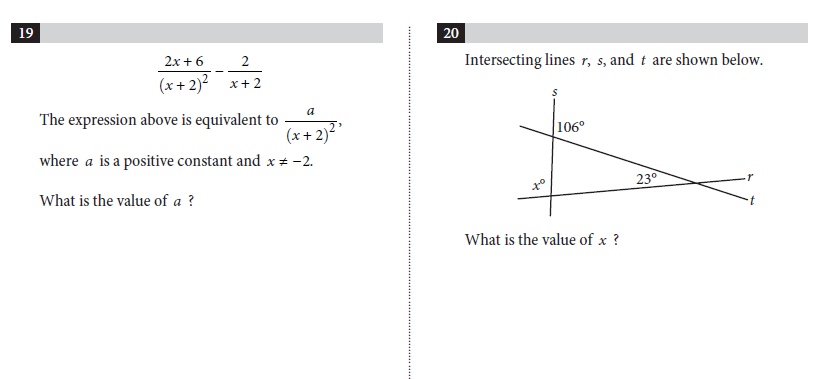 19
2x + 6
(x + 2)²
−
2
x + 2
The expression above is equivalent to a/(x + 2)²,
where a is a positive constant and x ≠ −2.
What is the value of a ?
20
Intersecting lines r, s, and t are shown below.
s
106°
23°
r
x°
t
What is the value of x ?